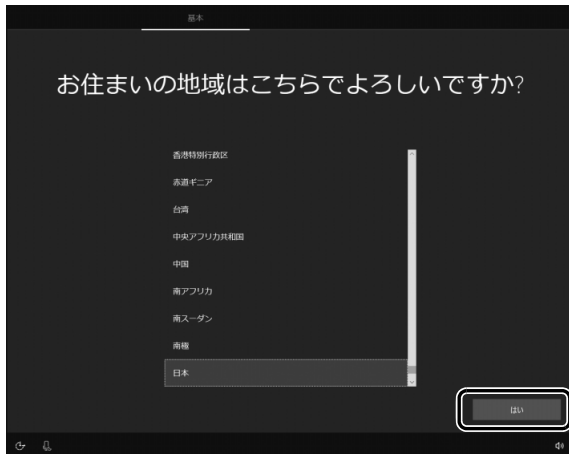 基本
お住まいの地域はこちらでよろしいですか?
香港特別行政区
赤道ギニア
台湾
中央アフリカ共和国
中国
南アフリカ
南スーダン
南極
日本
はい